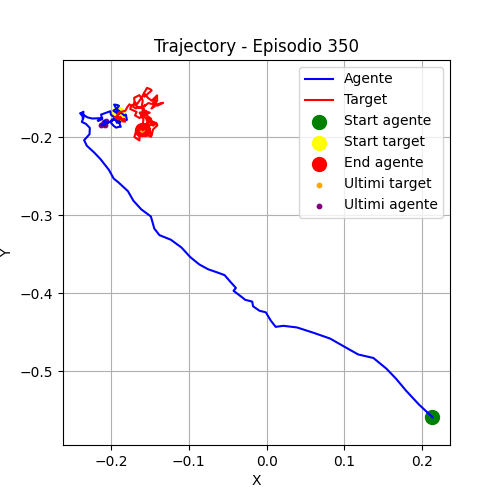 Trajectory - Episodio 350
Agente
Target
Start agente
Start target
End agente
Ultimi target
Ultimi agente
−0.2
−0.3
−0.4
−0.5
Y
−0.2
−0.1
0.0
0.1
0.2
X